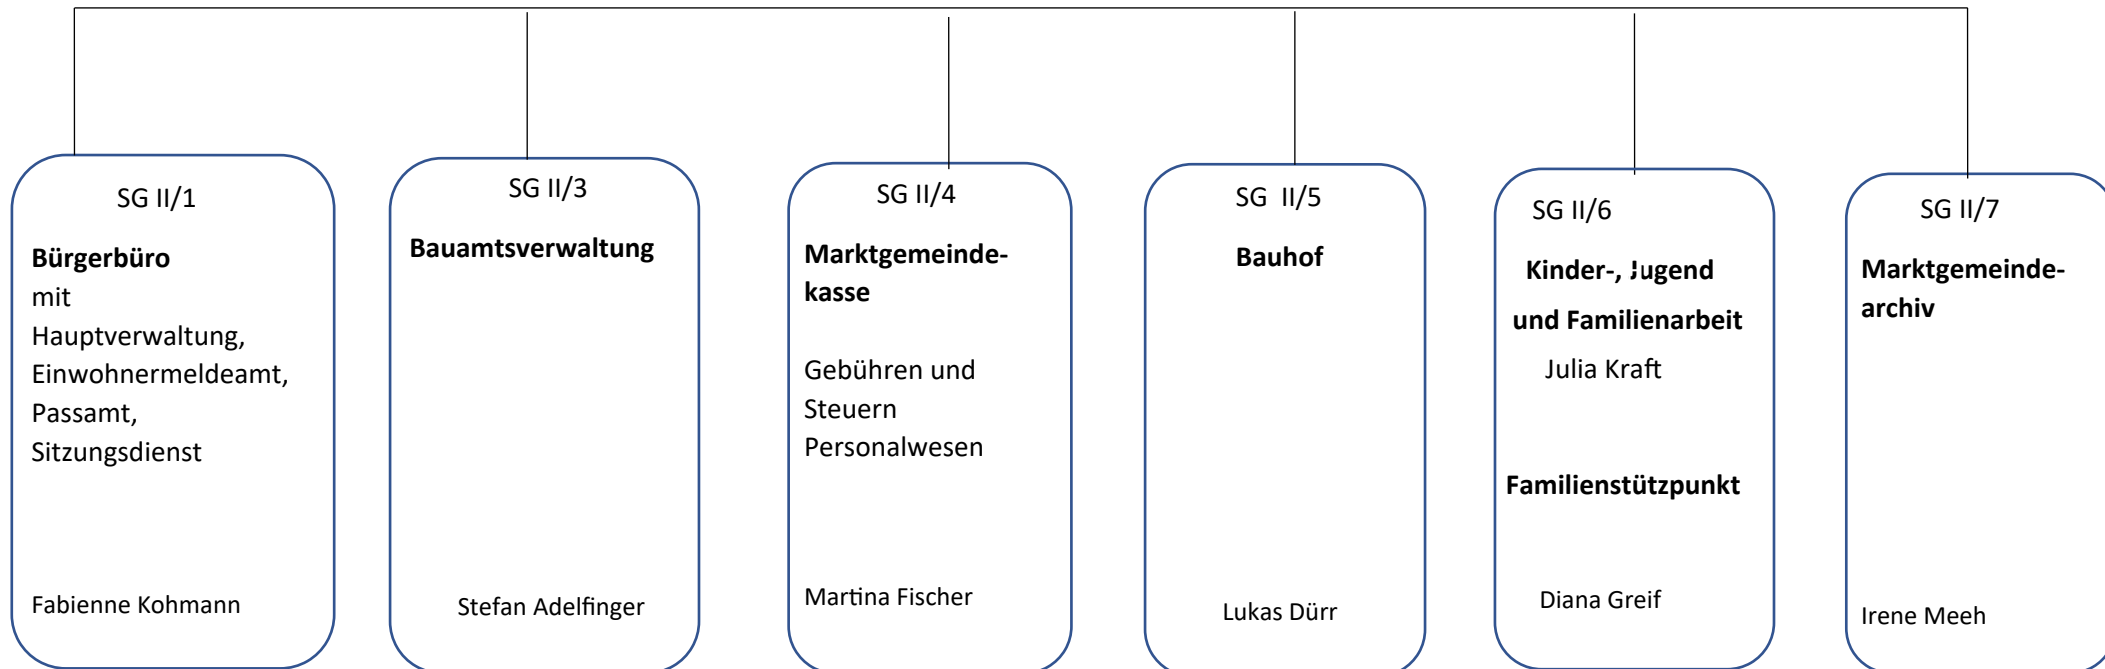 SG II/1
Bürgerbüro
mit
Hauptverwaltung,
Einwohnermeldeamt,
Passamt,
Sitzungsdienst
Fabienne Kohmann
SG II/3
Bauamtsverwaltung
Stefan Adelfinger
SG II/4
Marktgemeinde-
kasse
Gebühren und
Steuern
Personalwesen
Martina Fischer
SG II/5
Bauhof
Lukas Dürr
SG II/6
Kinder-, Jugend
und Familienarbeit
Julia Kraft
Familienstützpunkt
Diana Greif
SG II/7
Marktgemeinde-
archiv
Irene Meeh